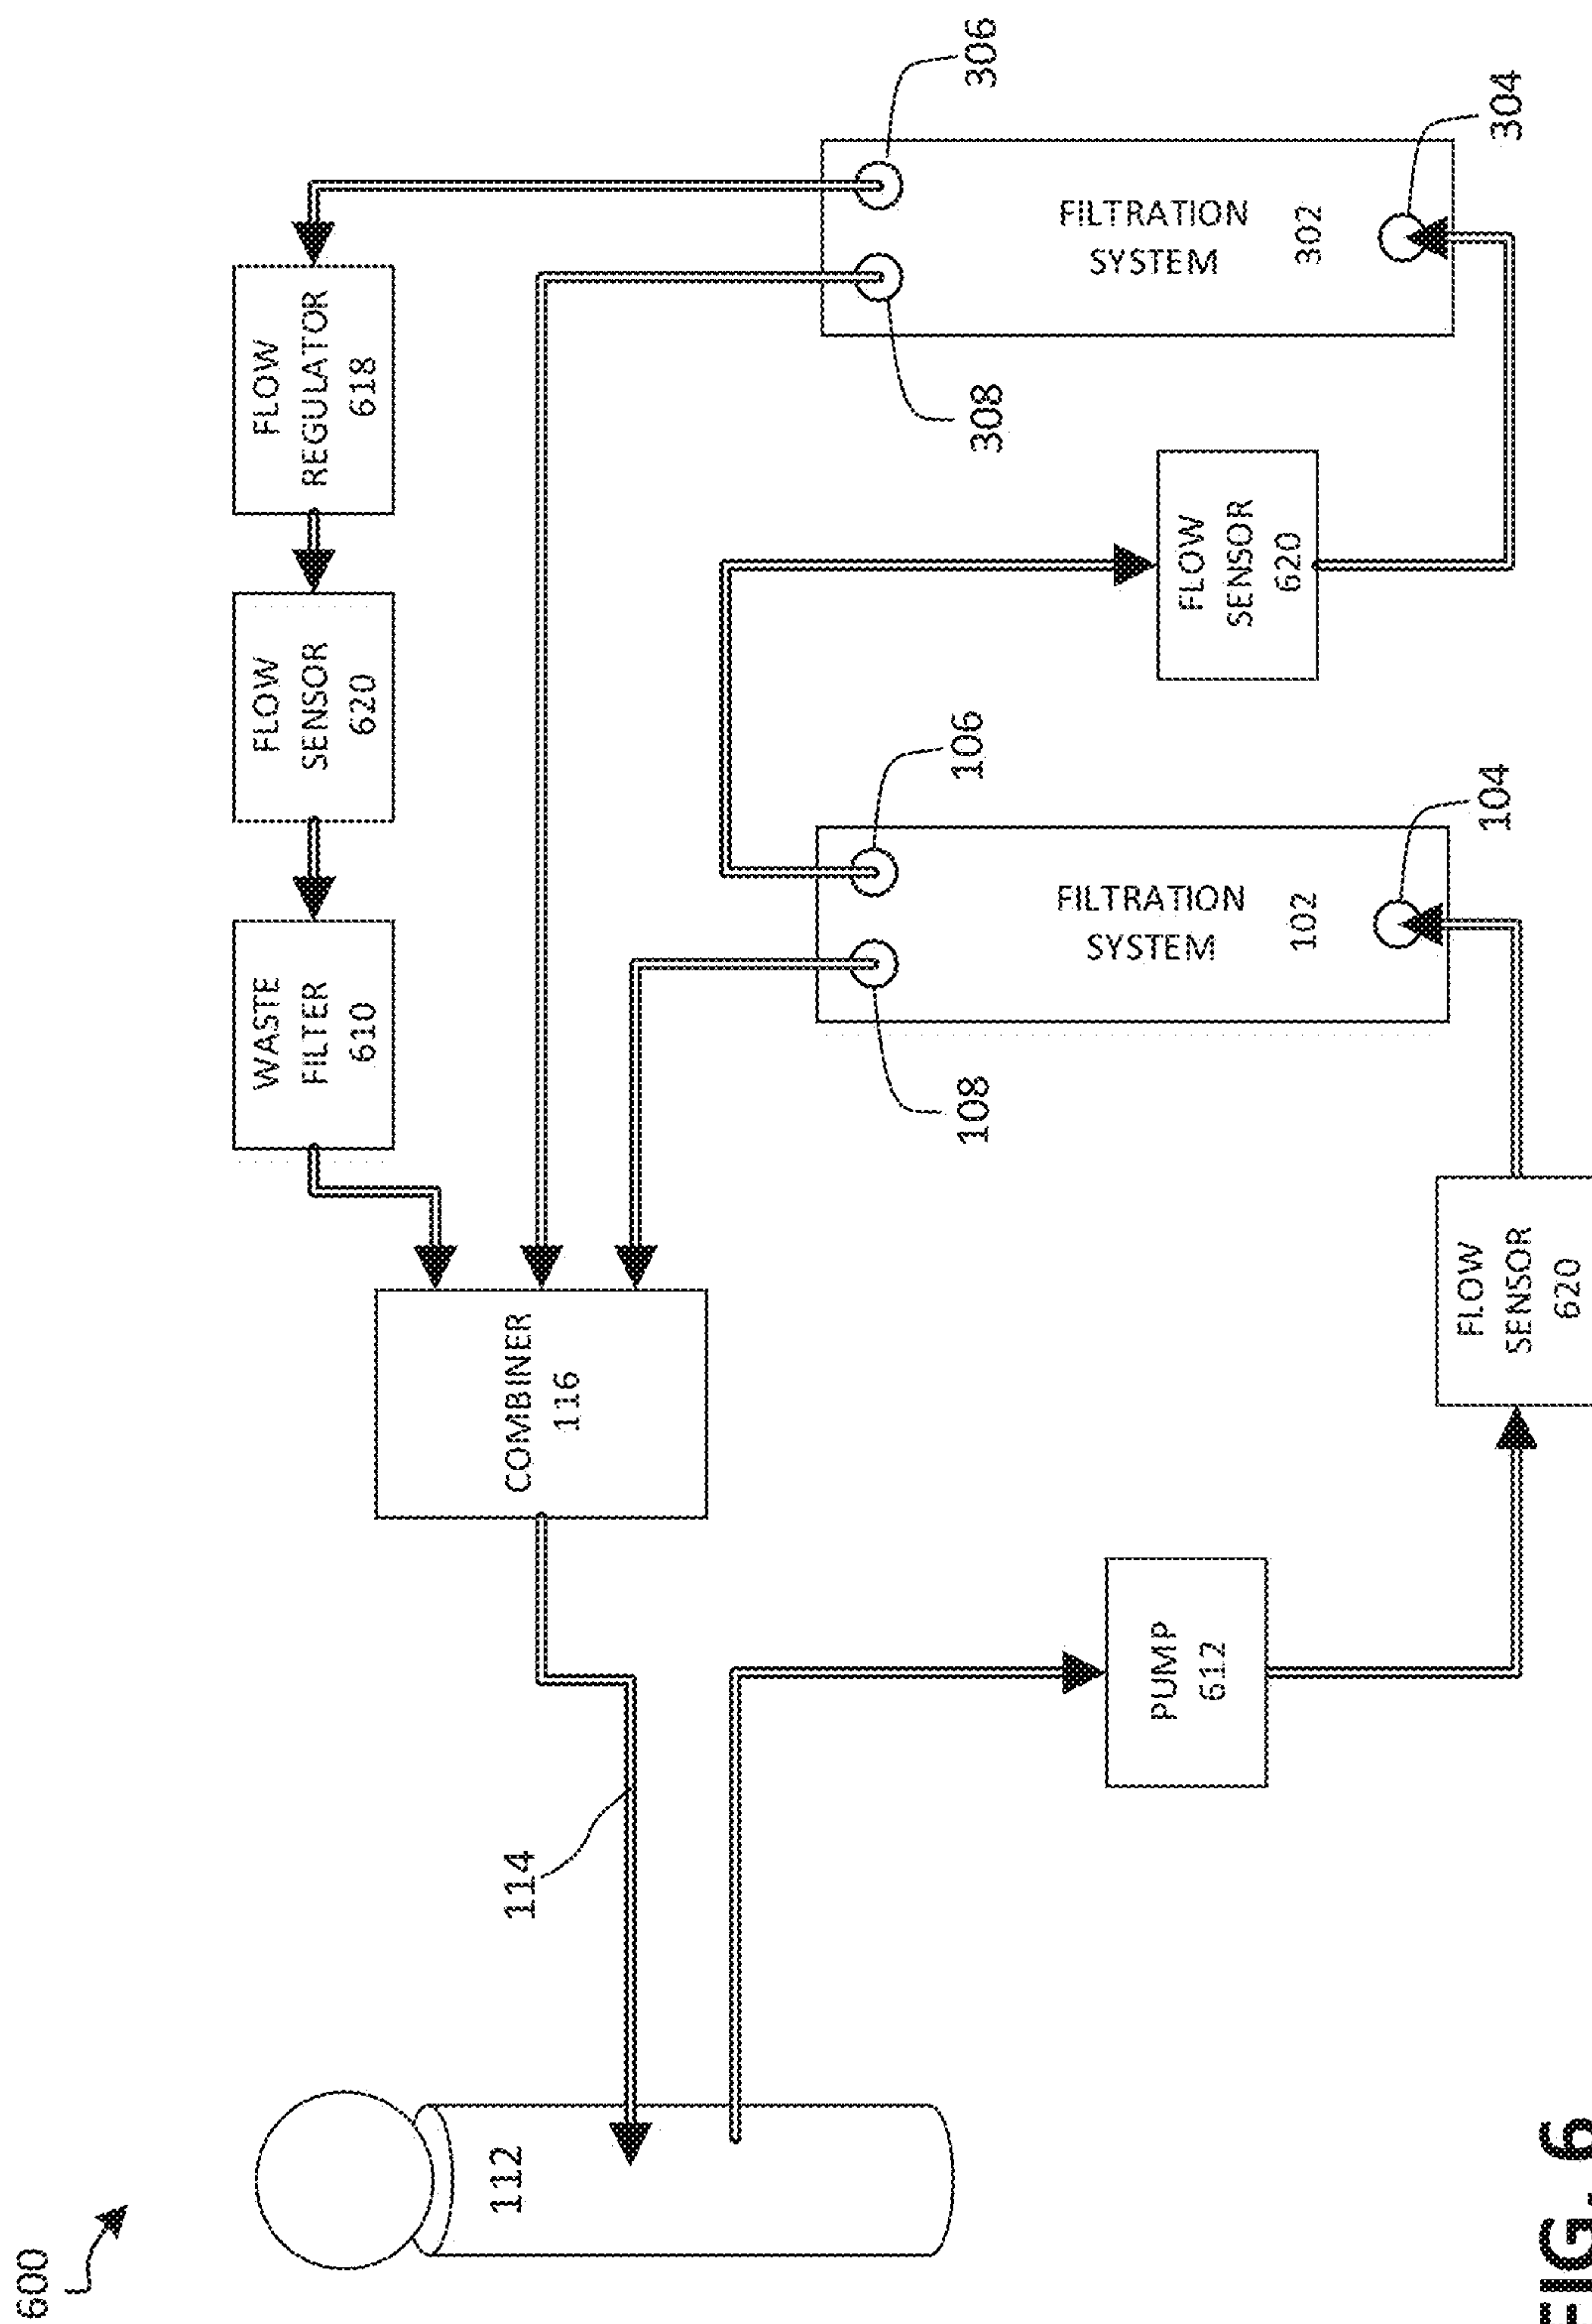 600
WASTE
FILTER
610
FLOW
SENSOR
620
FLOW
REGULATOR
618
112
114
COMBINER
116
108
106
308
306
PUMP
612
FILTRATION
SYSTEM
102
FLOW
SENSOR
620
FILTRATION
SYSTEM
302
FLOW
SENSOR
620
104
304
FIG. 6